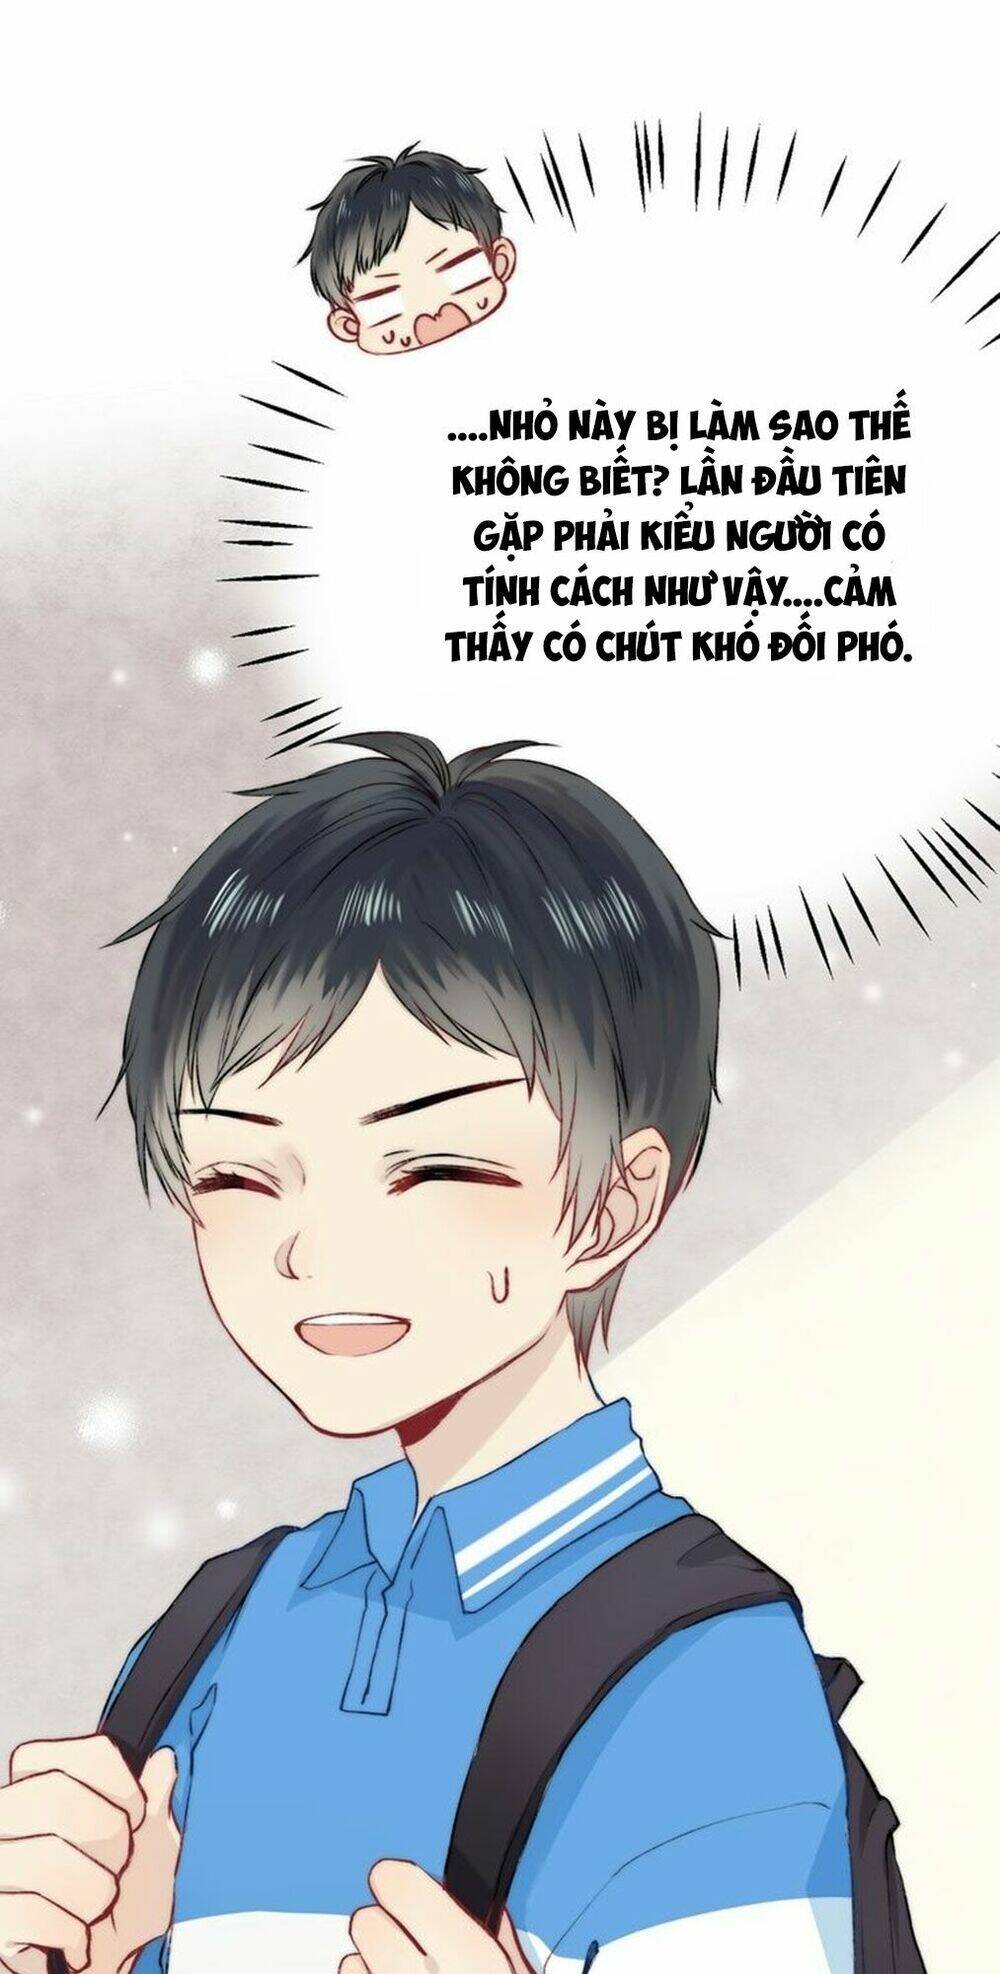 ....NHỎ NÀY BỊ LÀM SAO THẾ
KHÔNG BIẾT? LẦN ĐẦU TIÊN
GẶP PHẢI KIỂU NGƯỜI CÓ
TÍNH CÁCH NHƯ VẬY....CẢM
THẤY CÓ CHÚT KHÓ ĐỐI PHÓ.